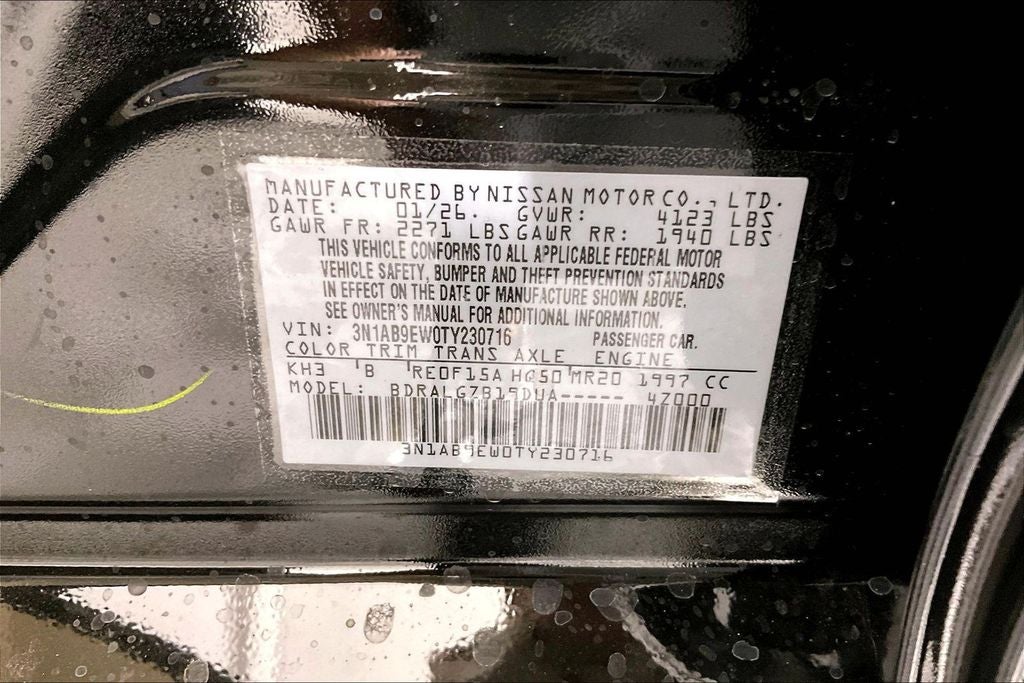 MANUFACTURED BY NISSAN MOTOR CO., LTD.
DATE: 01/26. GVWR: 4123 LBS
GAWR FR: 2271 LBS GAWR RR: 1940 LBS
THIS VEHICLE CONFORMS TO ALL APPLICABLE FEDERAL MOTOR
VEHICLE SAFETY, BUMPER AND THEFT PREVENTION STANDARDS
IN EFFECT ON THE DATE OF MANUFACTURE SHOWN ABOVE.
SEE OWNER'S MANUAL FOR ADDITIONAL INFORMATION.
VIN: 3N1AB9EW0TY230716 PASSENGER CAR.
COLOR TRIM TRANS AXLE ENGINE
KH3 'B 'RE0F15A HQ50'MR20 1997 CC
MODEL: BDRALGZB19DUA----- 4Z000
3N1AB9EW0TY230716